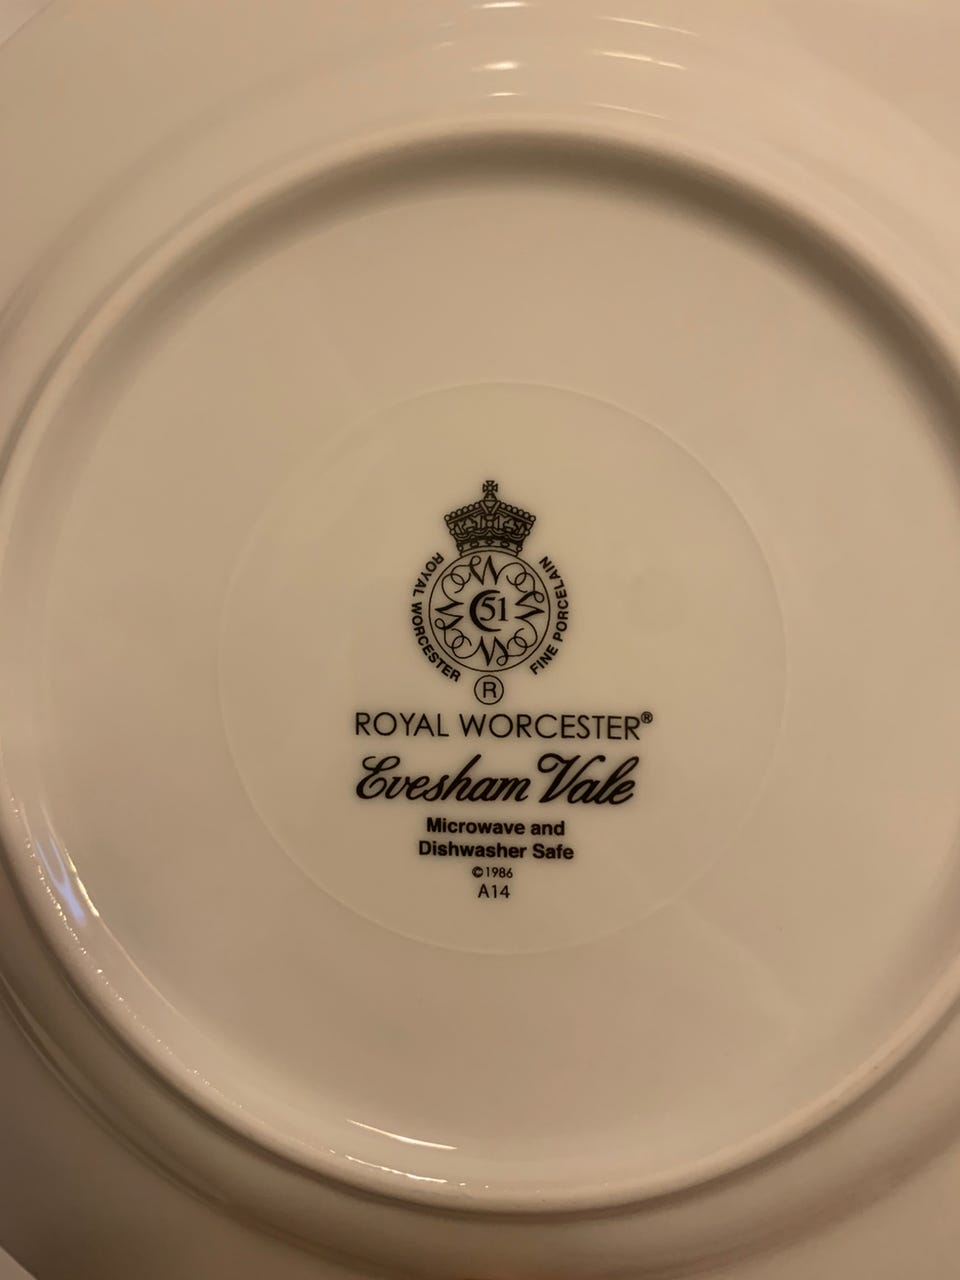 ROYAL WORCESTER
FINE PORCELAIN
51
®
ROYAL WORCESTER®
Evesham Vale
Microwave and
Dishwasher Safe
©1986
A14